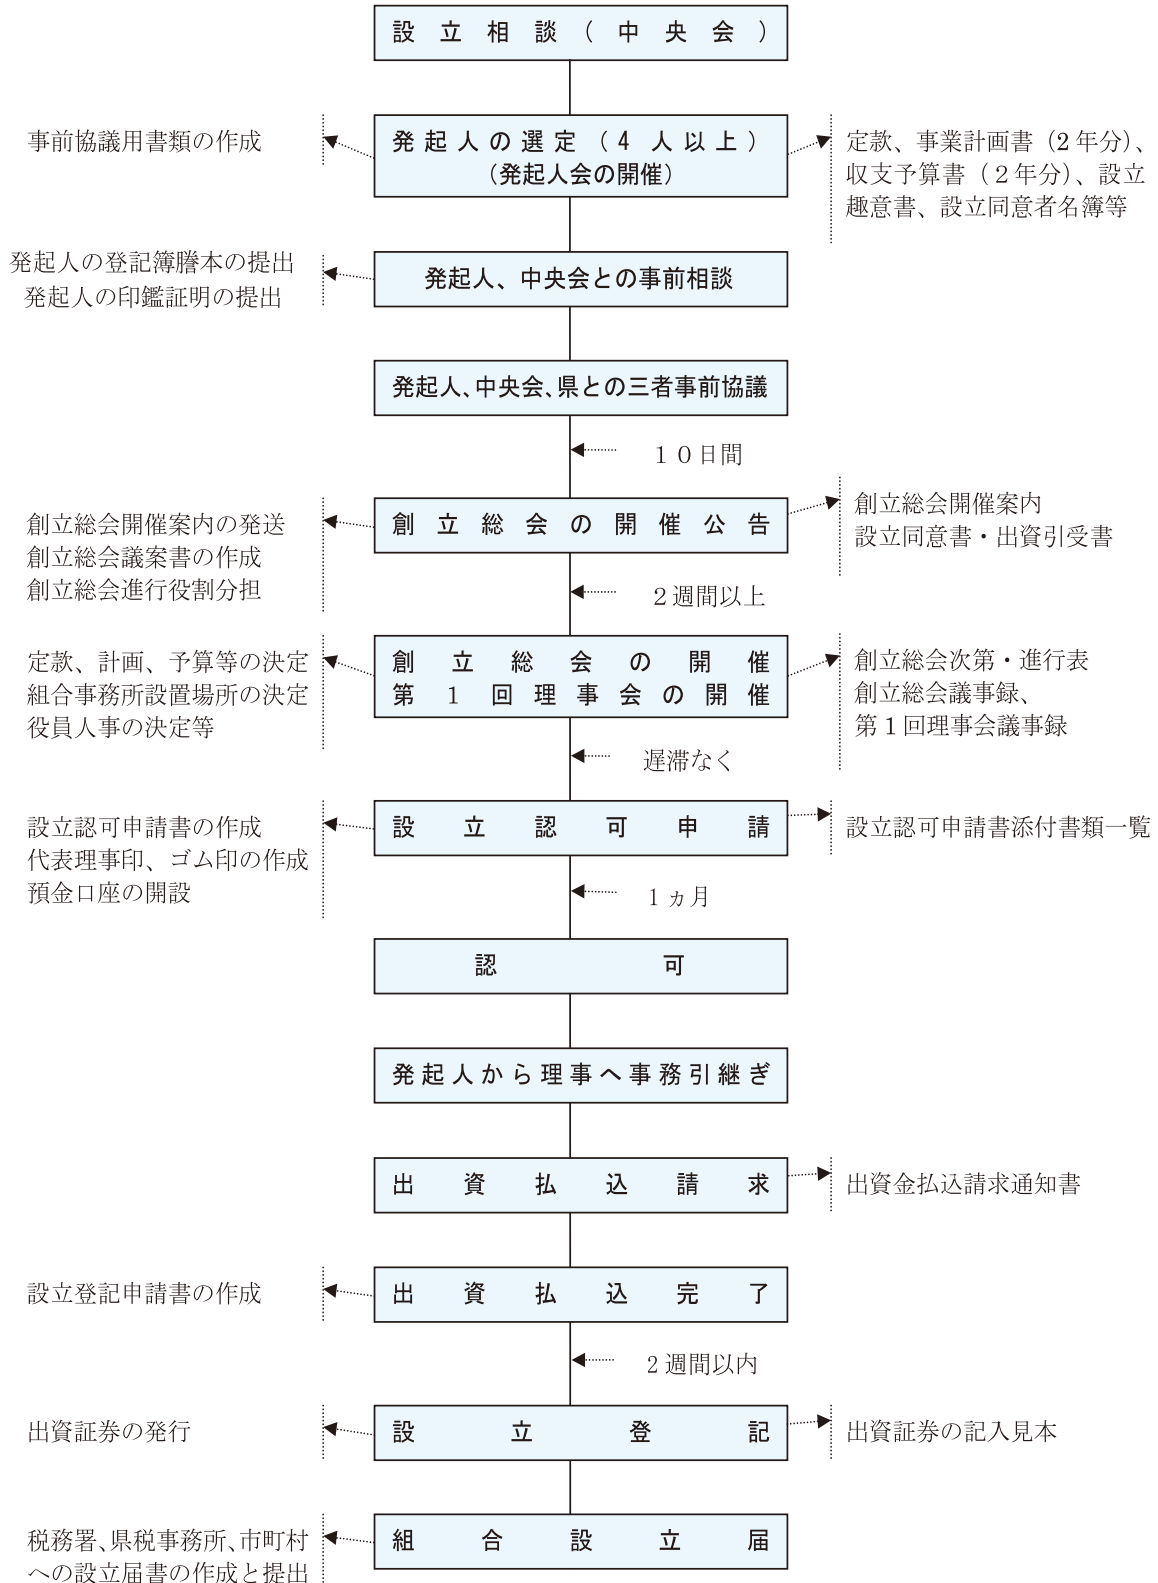 設立相談(中央会)
事前協議用書類の作成
発起人の選定(4人以上)
(発起人会の開催)
定款、事業計画書(2年分)、
収支予算書(2年分)、設立
趣意書、設立同意者名簿等
発起人の登記簿謄本の提出
発起人の印鑑証明の提出
発起人、中央会との事前相談
発起人、中央会、県との三者事前協議
10日間
創立総会開催案内の発送
創立総会議案書の作成
創立総会進行役割分担
創立総会の開催公告
創立総会開催案内
設立同意書・出資引受書
2週間以上
定款、計画、予算等の決定
組合事務所設置場所の決定
役員人事の決定等
創立総会の開催
第1回理事会の開催
創立総会次第・進行表
創立総会議事録、
第1回理事会議事録
遅滞なく
設立認可申請書の作成
代表理事印、ゴム印の作成
預金口座の開設
設立認可申請
設立認可申請書添付書類一覧
1ヵ月
認可
発起人から理事へ事務引継ぎ
出資払込請求
出資金払込請求通知書
設立登記申請書の作成
出資払込完了
2週間以内
出資証券の発行
設立登記
出資証券の記入見本
税務署、県税事務所、市町村
への設立届書の作成と提出
組合設立届